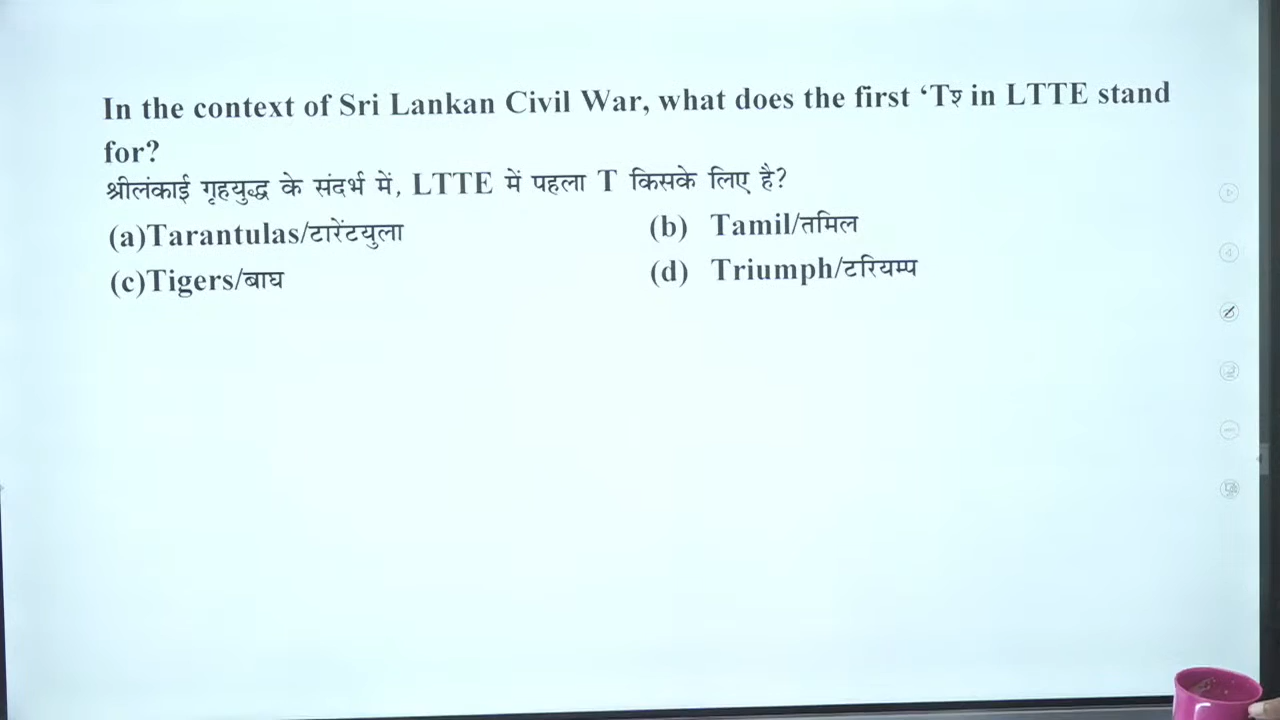 In the context of Sri Lankan Civil War, what does the first ‘Tश् in LTTE stand
for?
श्रीलंकाई गृहयुद्ध के संदर्भ में, LTTE में पहला T किसके लिए है?
(a)Tarantulas/टारेंटयुला (b) Tamil/तमिल
(c)Tigers/बाघ (d) Triumph/टरियम्प